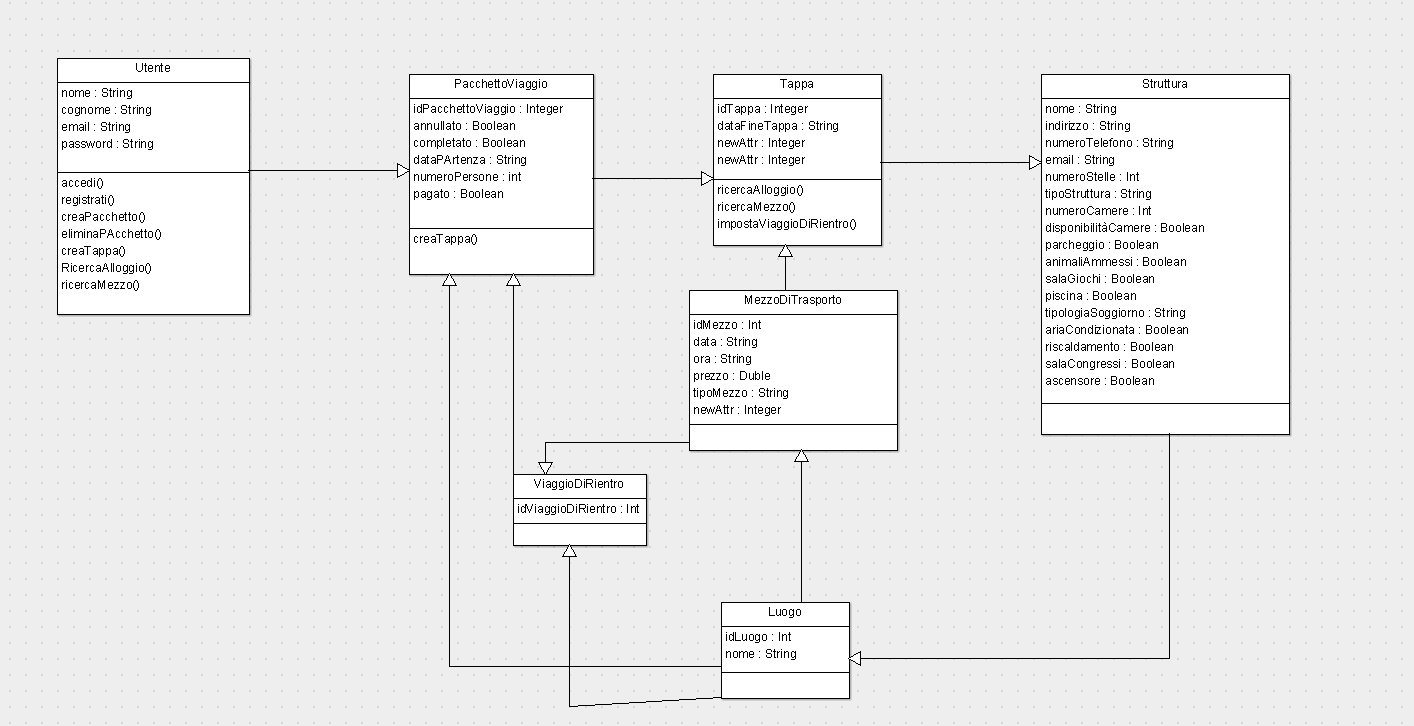 Utente
nome : String
cognome : String
email : String
password : String
accedi()
registrati()
creaPacchetto()
eliminaPAcchetto()
creaTappa()
RicercaAlloggio()
ricercaMezzo()
PacchettoViaggio
idPacchettoViaggio : Integer
annullato : Boolean
completato : Boolean
dataPArtenza : String
numeroPersone : int
pagato : Boolean
creaTappa()
Tappa
idTappa : Integer
dataFineTappa : String
newAttr : Integer
newAttr : Integer
ricercaAlloggio()
ricercaMezzo()
impostaViaggioDiRientro()
Struttura
nome : String
indirizzo : String
numeroTelefono : String
email : String
numeroStelle : Int
tipoStruttura : String
numeroCamere : Int
disponibilitàCamere : Boolean
parcheggio : Boolean
animaliAmmessi : Boolean
salaGiochi : Boolean
piscina : Boolean
tipologiaSoggiorno : String
ariaCondizionata : Boolean
riscaldamento : Boolean
salaCongressi : Boolean
ascensore : Boolean
MezzoDiTrasporto
idMezzo : Int
data : String
ora : String
prezzo : Duble
tipoMezzo : String
newAttr : Integer
ViaggioDiRientro
idViaggioDiRientro : Int
Luogo
idLuogo : Int
nome : String